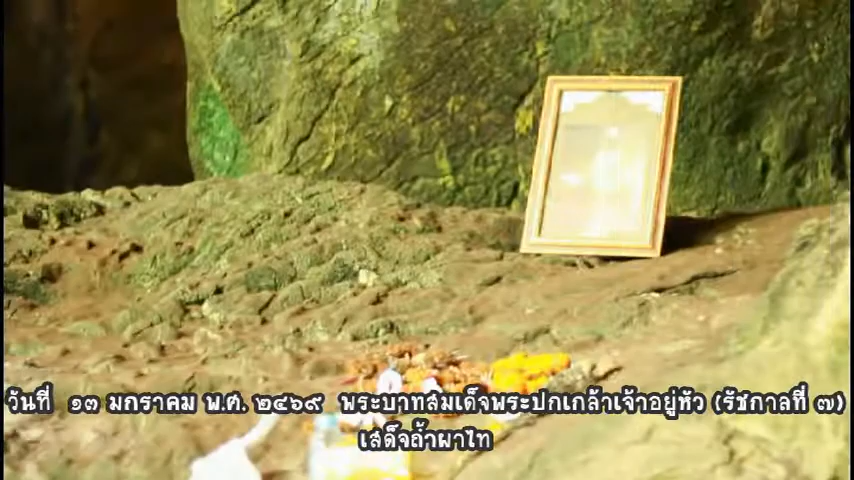 วันที่ ๑๓ มกราคม พ.ศ. ๒๔๖๙ พระบาทสมเด็จพระปกเกล้าเจ้าอยู่หัว (รัชกาลที่ ๗)
เสด็จถ้ำผาไท